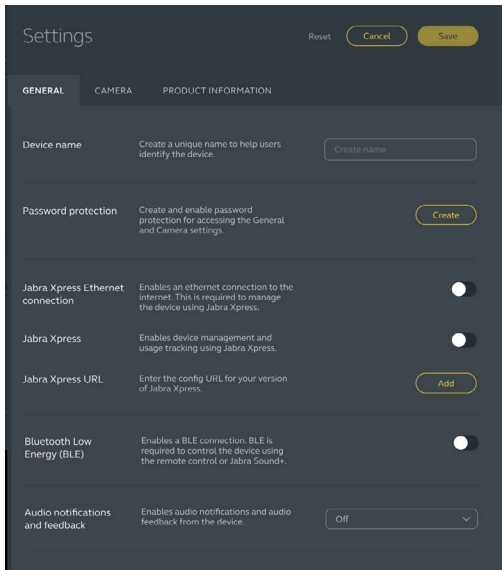 Settings
Reset
Cancel
Save
GENERAL
CAMERA
PRODUCT INFORMATION
Device name
Create a unique name to help users
identify the device.
Create name
Password protection
Create and enable password
protection for accessing the General
and Camera settings.
Create
Jabra Xpress Ethernet
connection
Enables an ethernet connection to the
internet. This is required to manage
the device using Jabra Xpress.
Jabra Xpress
Enables device management and
usage tracking using Jabra Xpress.
Jabra Xpress URL
Enter the config URL for your version
of Jabra Xpress.
Add
Bluetooth Low
Energy (BLE)
Enables a BLE connection. BLE is
required to control the device using
the remote control or Jabra Sound+.
Audio notifications
and feedback
Enables audio notifications and audio
feedback from the device.
Off